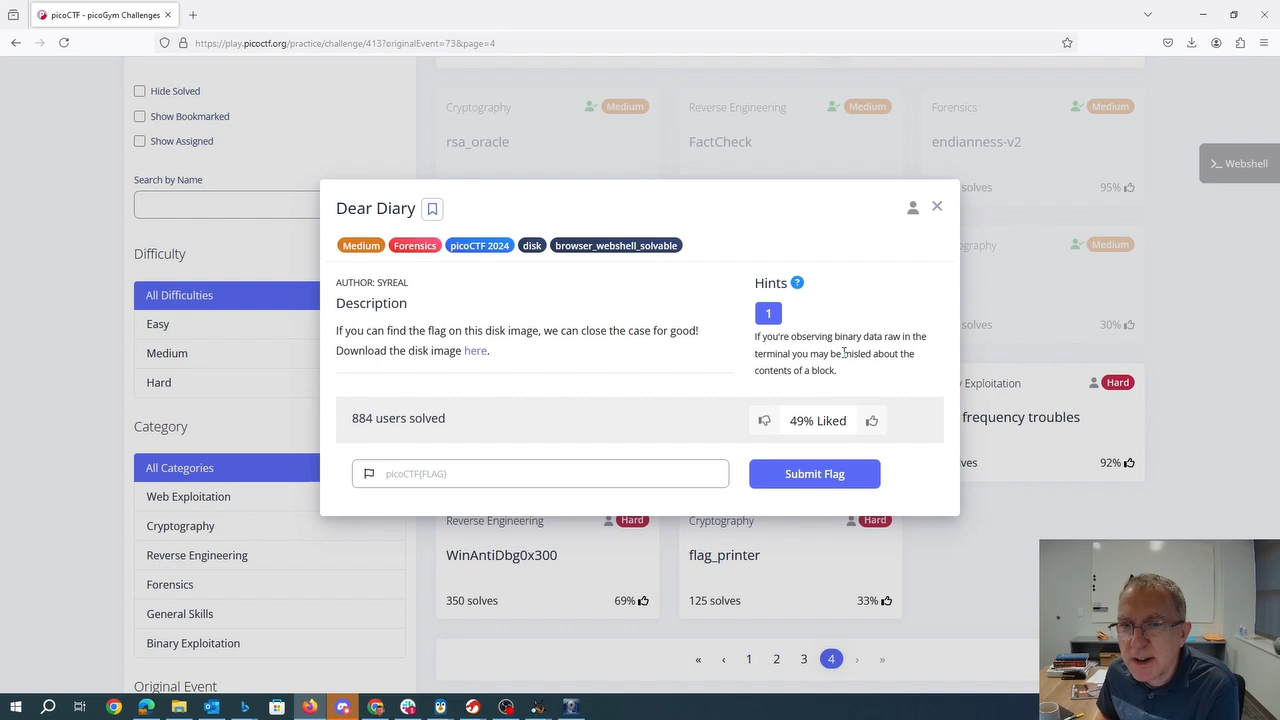 picoCTF - picoGym Challenges
https://play.picoctf.org/practice/challenge/413?originalEvent=73&page=4
Hide Solved
Show Bookmarked
Show Assigned
Search by Name
Difficulty
All Difficulties
Easy
Medium
Hard
Category
All Categories
Web Exploitation
Cryptography
Reverse Engineering
Forensics
General Skills
Binary Exploitation
Original Event
Cryptography
Medium
rsa_oracle
Reverse Engineering
Medium
FactCheck
Forensics
Medium
endianness-v2
solves
95%
Webshell
Medium
solves
30%
Exploitation
Hard
frequency troubles
92%
Dear Diary
Medium
Forensics
picoCTF 2024
disk
browser_webshell_solvable
AUTHOR: SYREAL
Description
If you can find the flag on this disk image, we can close the case for good!
Download the disk image here.
Hints ?
1
If you're observing binary data raw in the
terminal you may be misled about the
contents of a block.
884 users solved
49% Liked
picoCTF{FLAG}
Submit Flag
Reverse Engineering
Hard
WinAntiDbg0x300
350 solves
69%
Cryptography
Hard
flag_printer
125 solves
33%
« ‹ 1 2 3 4 › »